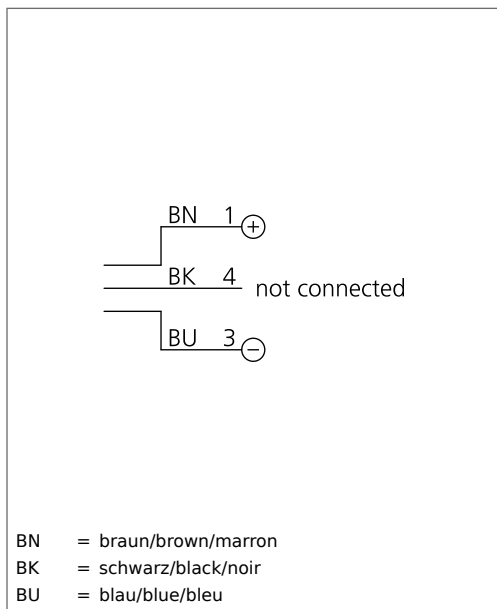 BN 1 +
BK 4 not connected
BU 3 −
BN = braun/brown/marron
BK = schwarz/black/noir
BU = blau/blue/bleu